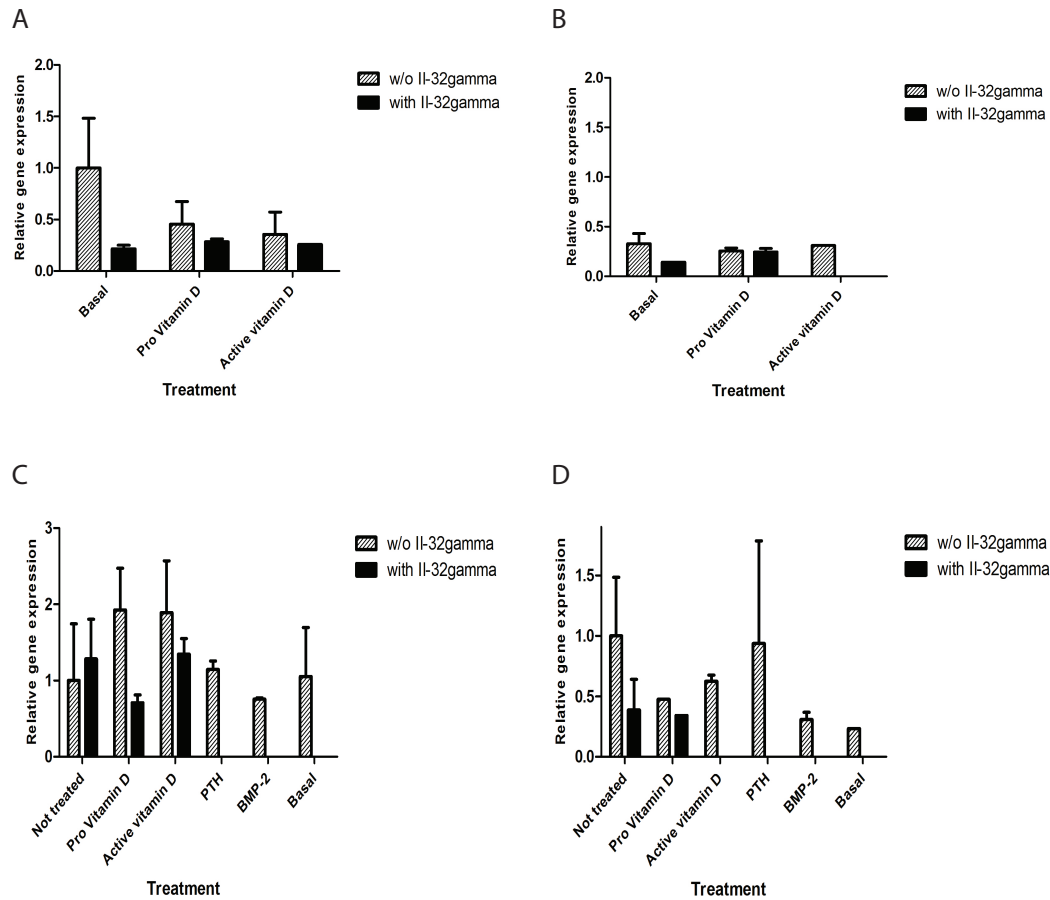 A
Relative gene expression
2.0
1.5
1.0
0.5
0.0
Basal
Pro Vitamin D
Active vitamin D
Treatment
w/o Il-32gamma
with Il-32gamma
B
Relative gene expression
2.0
1.5
1.0
0.5
0.0
Basal
Pro Vitamin D
Active vitamin D
Treatment
w/o Il-32gamma
with Il-32gamma
C
Relative gene expression
3
2
1
0
Not treated
Pro Vitamin D
Active vitamin D
PTH
BMP-2
Basal
Treatment
w/o Il-32gamma
with Il-32gamma
D
Relative gene expression
1.5
1.0
0.5
0.0
Not treated
Pro Vitamin D
Active vitamin D
PTH
BMP-2
Basal
Treatment
w/o Il-32gamma
with Il-32gamma